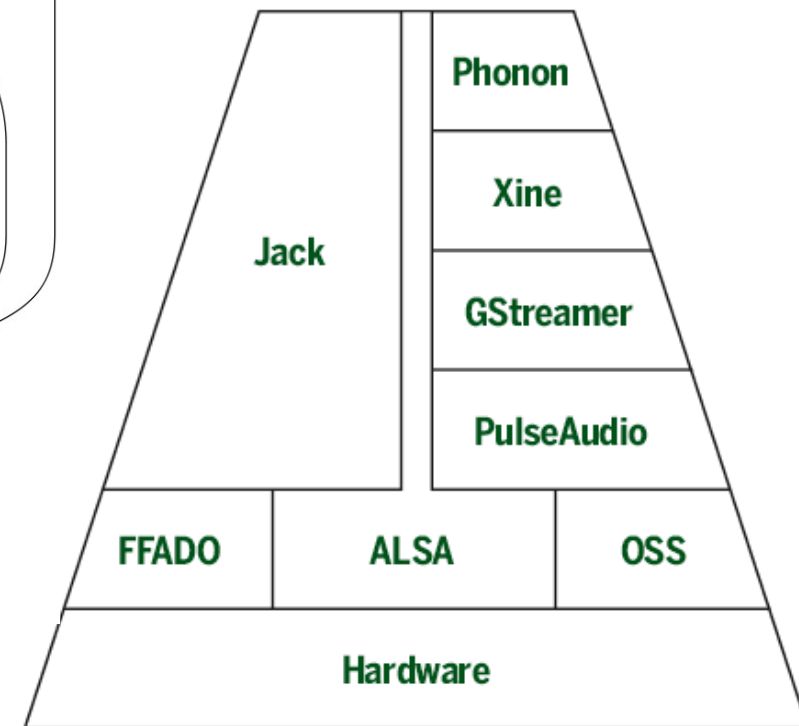 Phonon
Xine
Jack
GStreamer
PulseAudio
FFADO
ALSA
OSS
Hardware